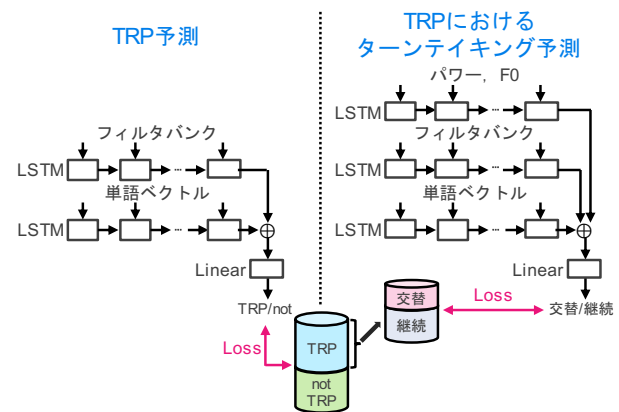 TRP予測
フィルタバンク
LSTM
...
単語ベクトル
LSTM
...
Linear
TRP/not
Loss
TRPにおける
ターンテイキング予測
パワー, F0
LSTM
...
フィルタバンク
LSTM
...
単語ベクトル
LSTM
...
Linear
交替/継続
Loss
交替
継続
TRP
not
TRP